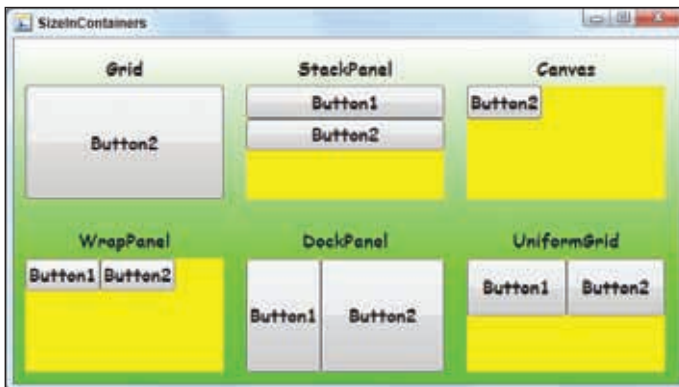 SizeInContainers
Grid
StackPanel
Canvas
Button2
Button1
Button2
Button2
WrapPanel
DockPanel
UniformGrid
Button1
Button2
Button1
Button2
Button1
Button2